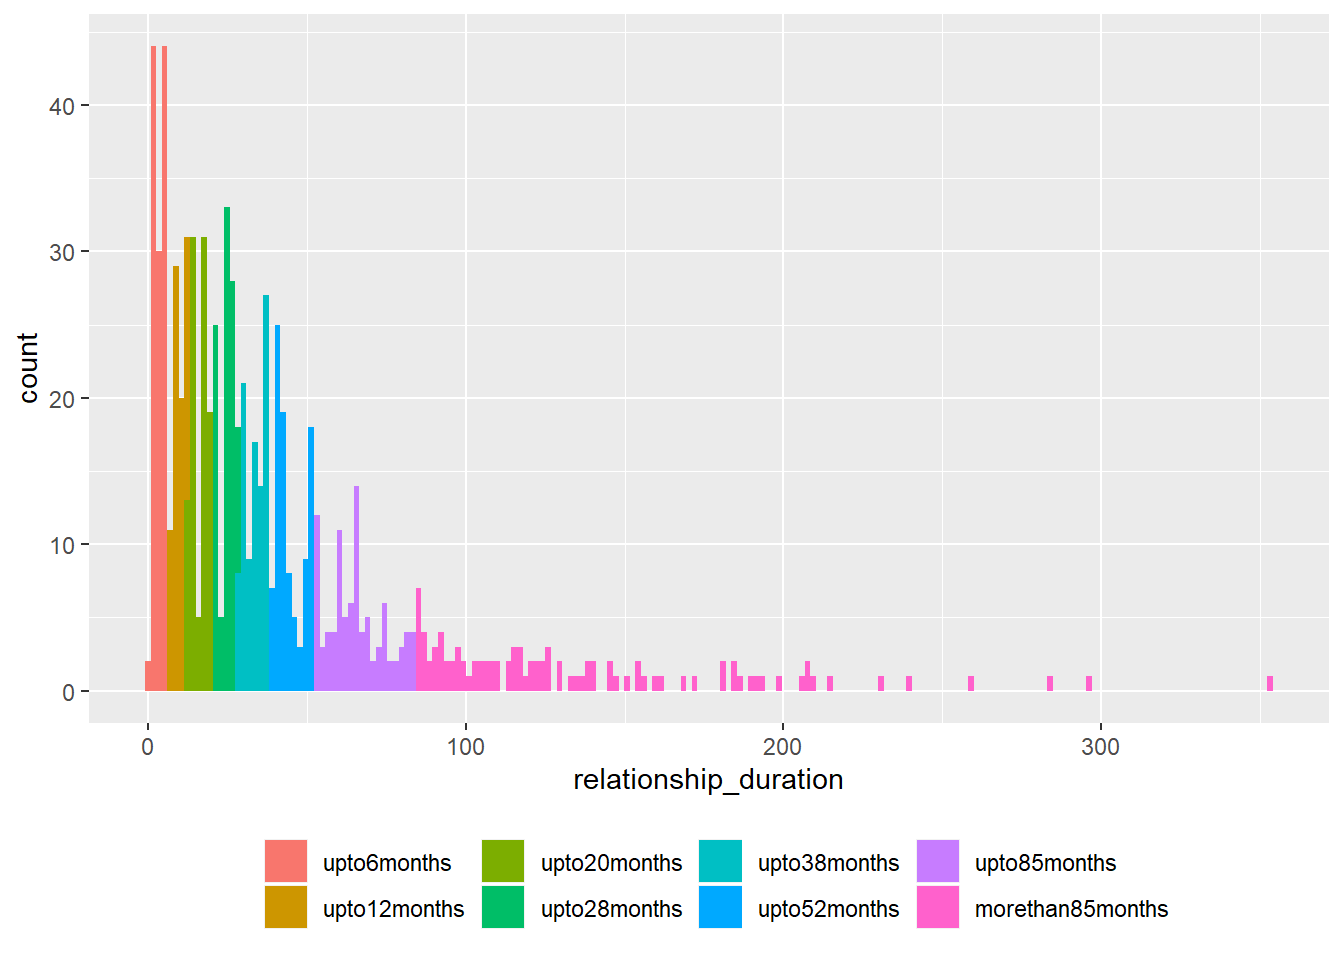 40
30
20
10
0
count
0 100 200 300
relationship_duration
upto6months upto20months upto38months upto85months
upto12months upto28months upto52months morethan85months